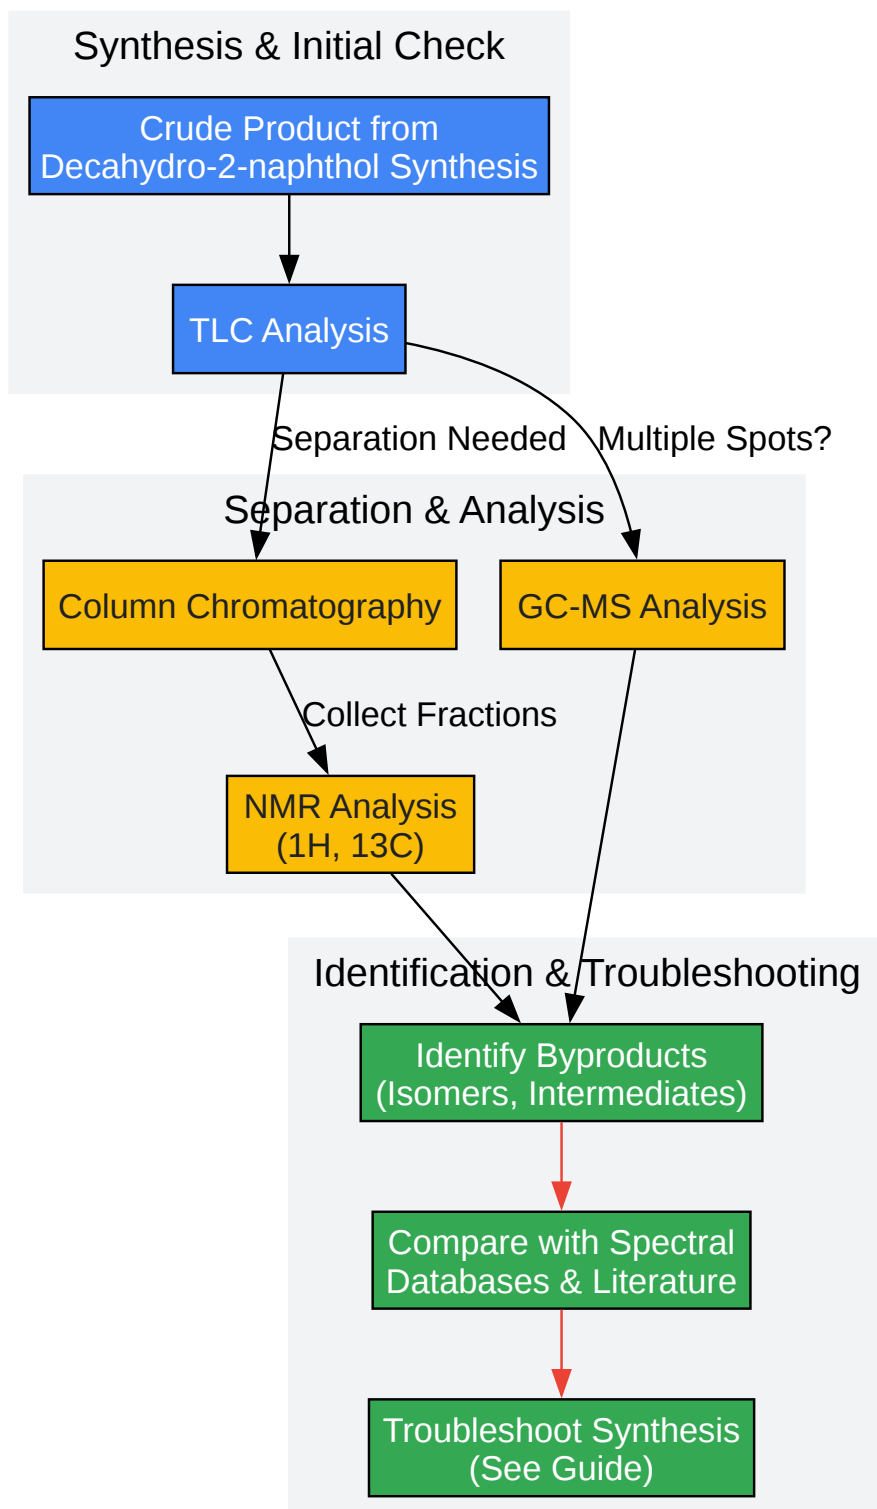 Synthesis & Initial Check
Crude Product from
Decahydro-2-naphthol Synthesis
TLC Analysis
Separation Needed
Multiple Spots?
Separation & Analysis
Column Chromatography
GC-MS Analysis
Collect Fractions
NMR Analysis
(1H, 13C)
Identification & Troubleshooting
Identify Byproducts
(Isomers, Intermediates)
Compare with Spectral
Databases & Literature
Troubleshoot Synthesis
(See Guide)